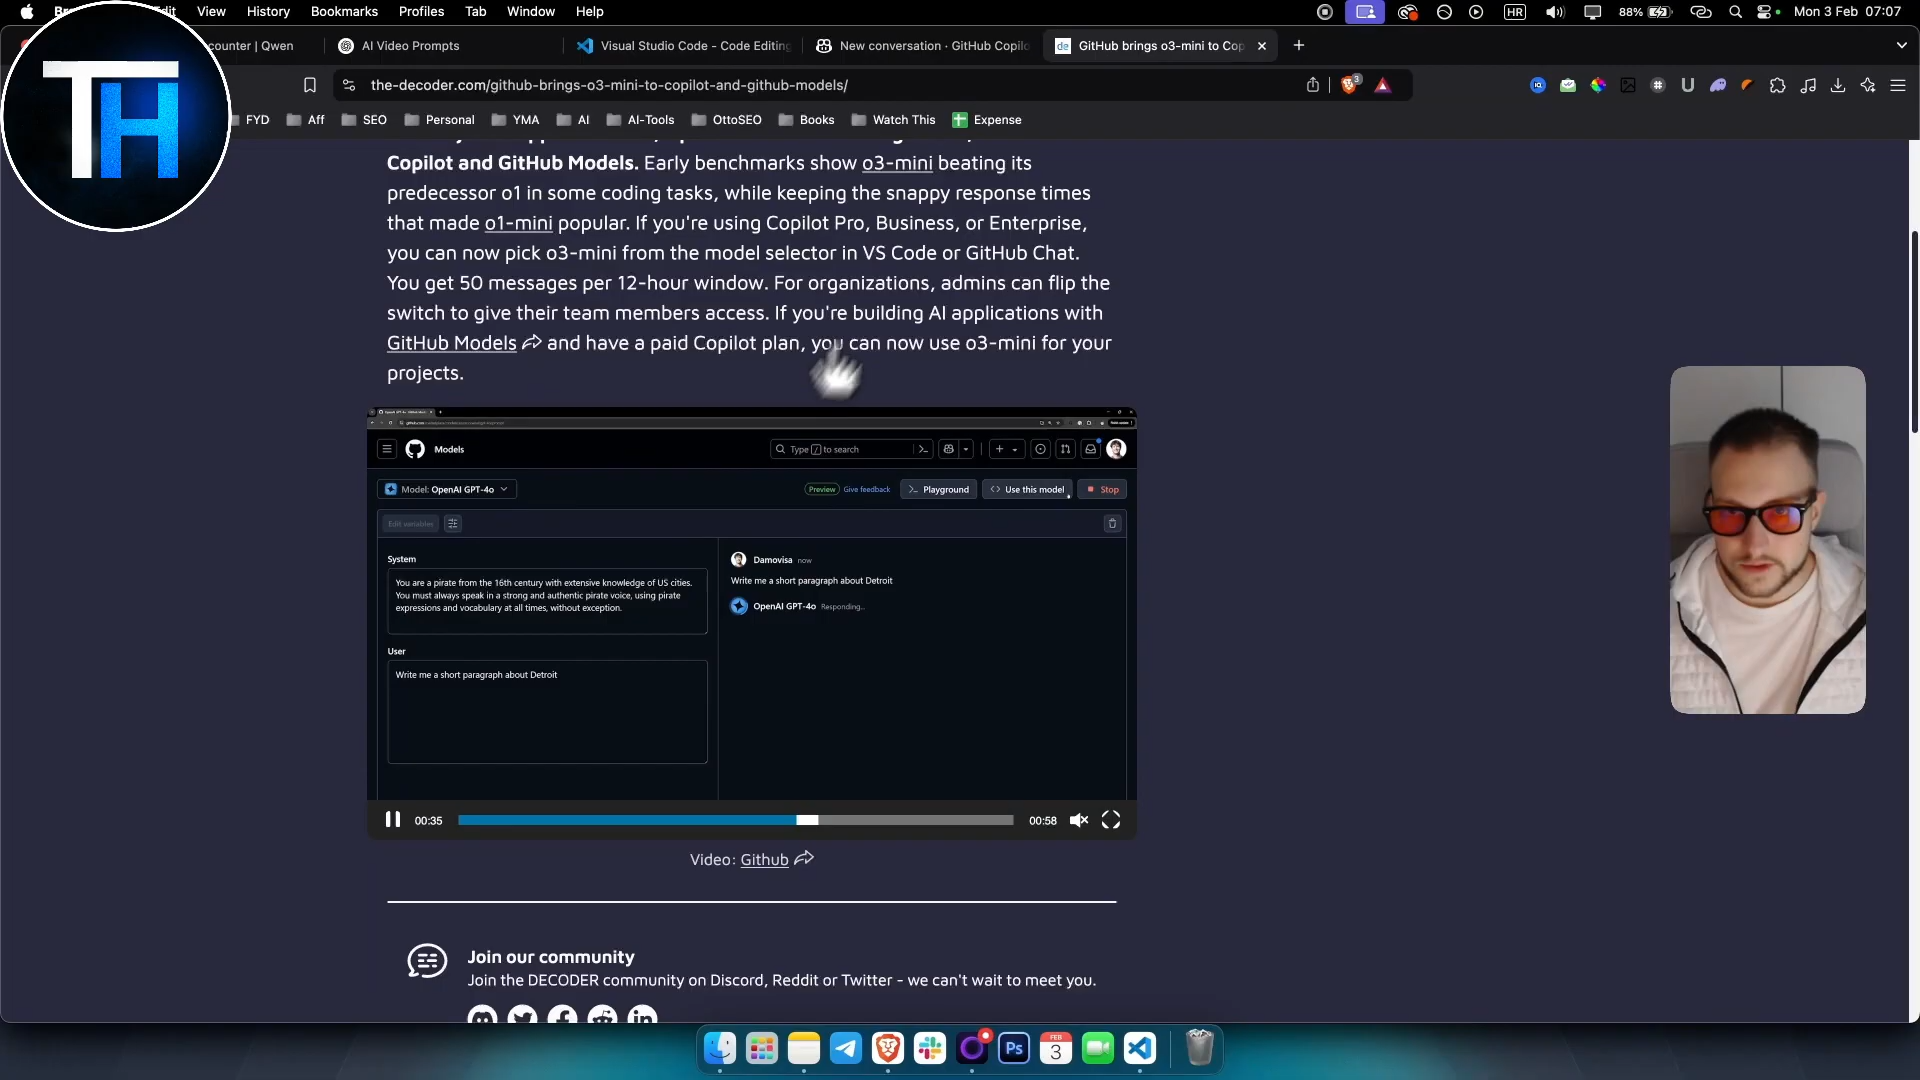 View History Bookmarks Profiles Tab Window Help
HR 88% Mon 3 Feb 07:07
TH
counter | Qwen
AI Video Prompts
Visual Studio Code - Code Editing
New conversation · GitHub Copilo
GitHub brings o3-mini to Cop
the-decoder.com/github-brings-o3-mini-to-copilot-and-github-models/
3
FYD Aff SEO Personal YMA AI AI-Tools OttoSEO Books Watch This Expense
Copilot and GitHub Models. Early benchmarks show o3-mini beating its
predecessor o1 in some coding tasks, while keeping the snappy response times
that made o1-mini popular. If you're using Copilot Pro, Business, or Enterprise,
you can now pick o3-mini from the model selector in VS Code or GitHub Chat.
You get 50 messages per 12-hour window. For organizations, admins can flip the
switch to give their team members access. If you're building AI applications with
GitHub Models and have a paid Copilot plan, you can now use o3-mini for your
projects.
Models
Type / to search
Model: OpenAI GPT-4o
Preview Give feedback Playground Use this model Stop
Edit variables
System
You are a pirate from the 16th century with extensive knowledge of US cities.
You must always speak in a strong and authentic pirate voice, using pirate
expressions and vocabulary at all times, without exception.
User
Write me a short paragraph about Detroit
Damovisa now
Write me a short paragraph about Detroit
OpenAI GPT-4o Responding...
00:35 00:58
Video: Github
Join our community
Join the DECODER community on Discord, Reddit or Twitter - we can't wait to meet you.
Ps
FEB
3